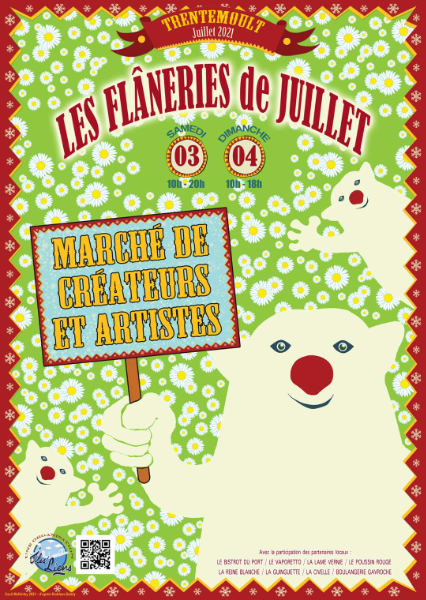 TRENTEMOULT
Juillet 2021
LES FLÂNERIES de JUILLET
SAMEDI DIMANCHE
03 04
10h - 20h 10h - 18h
MARCHÉ DE
CRÉATEURS
ET ARTISTES
Avec la participation des partenaires locaux :
LE BISTROT DU PORT / LE VAPORETTO / LA LAME VERNE / LE POUSSIN ROUGE
LA REINE BLANCHE / LA GUINGUETTE / LA CIVELLE / BOULANGERIE GAVROCHE